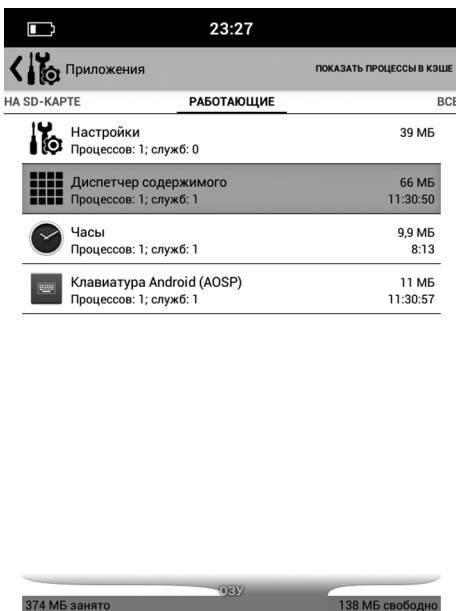 23:27
Приложения
ПОКАЗАТЬ ПРОЦЕССЫ В КЭШЕ
НА SD-КАРТЕ РАБОТАЮЩИЕ ВСЕ
Настройки 39 МБ
Процессов: 1; служб: 0
Диспетчер содержимого 66 МБ
Процессов: 1; служб: 1 11:30:50
Часы 9,9 МБ
Процессов: 1; служб: 1 8:13
Клавиатура Android (AOSP) 11 МБ
Процессов: 1; служб: 1 11:30:57
ОЗУ
374 МБ занято 138 МБ свободно